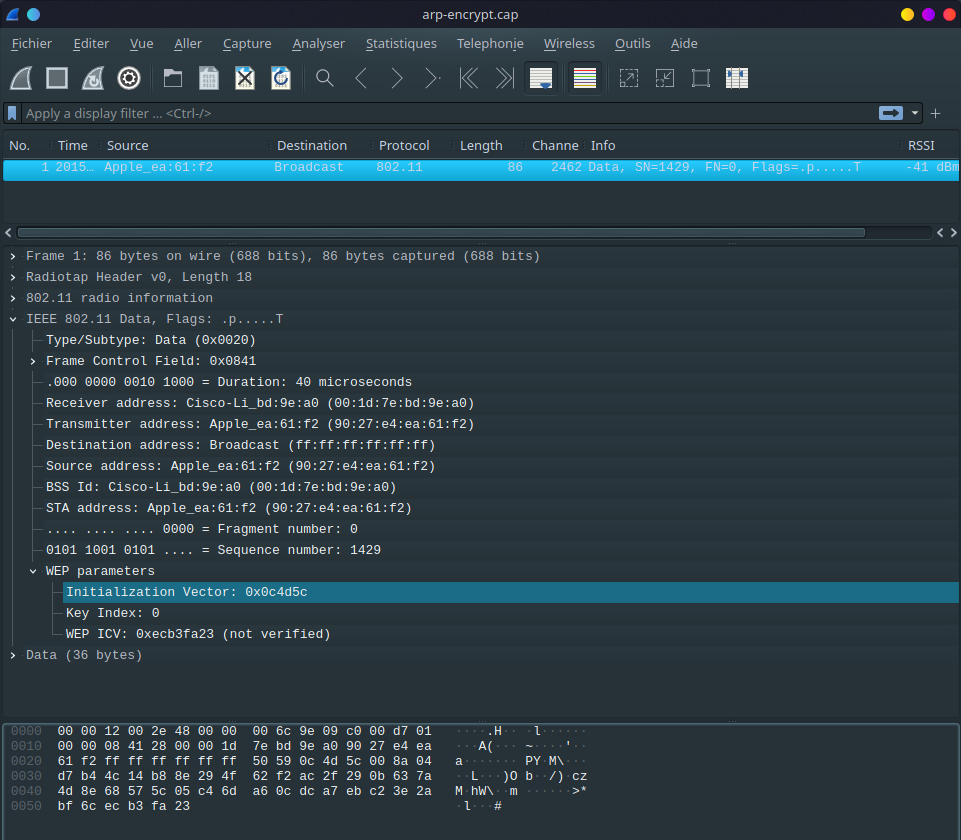 arp-encrypt.cap
Fichier Editer Vue Aller Capture Analyser Statistiques Telephonie Wireless Outils Aide
Apply a display filter … <Ctrl-/>
No. Time Source Destination Protocol Length Channe Info RSSI
1 2015… Apple_ea:61:f2 Broadcast 802.11 86 2462 Data, SN=1429, FN=0, Flags=.p.....T -41 dBm
Frame 1: 86 bytes on wire (688 bits), 86 bytes captured (688 bits)
Radiotap Header v0, Length 18
802.11 radio information
IEEE 802.11 Data, Flags: .p.....T
Type/Subtype: Data (0x0020)
Frame Control Field: 0x0841
.000 0000 0010 1000 = Duration: 40 microseconds
Receiver address: Cisco-Li_bd:9e:a0 (00:1d:7e:bd:9e:a0)
Transmitter address: Apple_ea:61:f2 (90:27:e4:ea:61:f2)
Destination address: Broadcast (ff:ff:ff:ff:ff:ff)
Source address: Apple_ea:61:f2 (90:27:e4:ea:61:f2)
BSS Id: Cisco-Li_bd:9e:a0 (00:1d:7e:bd:9e:a0)
STA address: Apple_ea:61:f2 (90:27:e4:ea:61:f2)
.... .... .... 0000 = Fragment number: 0
0101 1001 0101 .... = Sequence number: 1429
WEP parameters
Initialization Vector: 0x0c4d5c
Key Index: 0
WEP ICV: 0xecb3fa23 (not verified)
Data (36 bytes)
0000 00 00 12 00 2e 48 00 00 00 6c 9e 09 c0 00 d7 01 ····.H·· ·l······
0010 00 00 08 41 28 00 00 1d 7e bd 9e a0 90 27 e4 ea ···A(··· ~····'··
0020 61 f2 ff ff ff ff ff ff 50 59 0c 4d 5c 00 8a 04 a······· PY·M\···
0030 d7 b4 4c 14 b8 8e 29 4f 62 f2 ac 2f 29 0b 63 7a ··L···)O b··/)·cz
0040 4d 8e 68 57 5c 05 c4 6d a6 0c dc a7 eb c2 3e 2a M·hW\··m ······>*
0050 bf 6c ec b3 fa 23 ·l···#